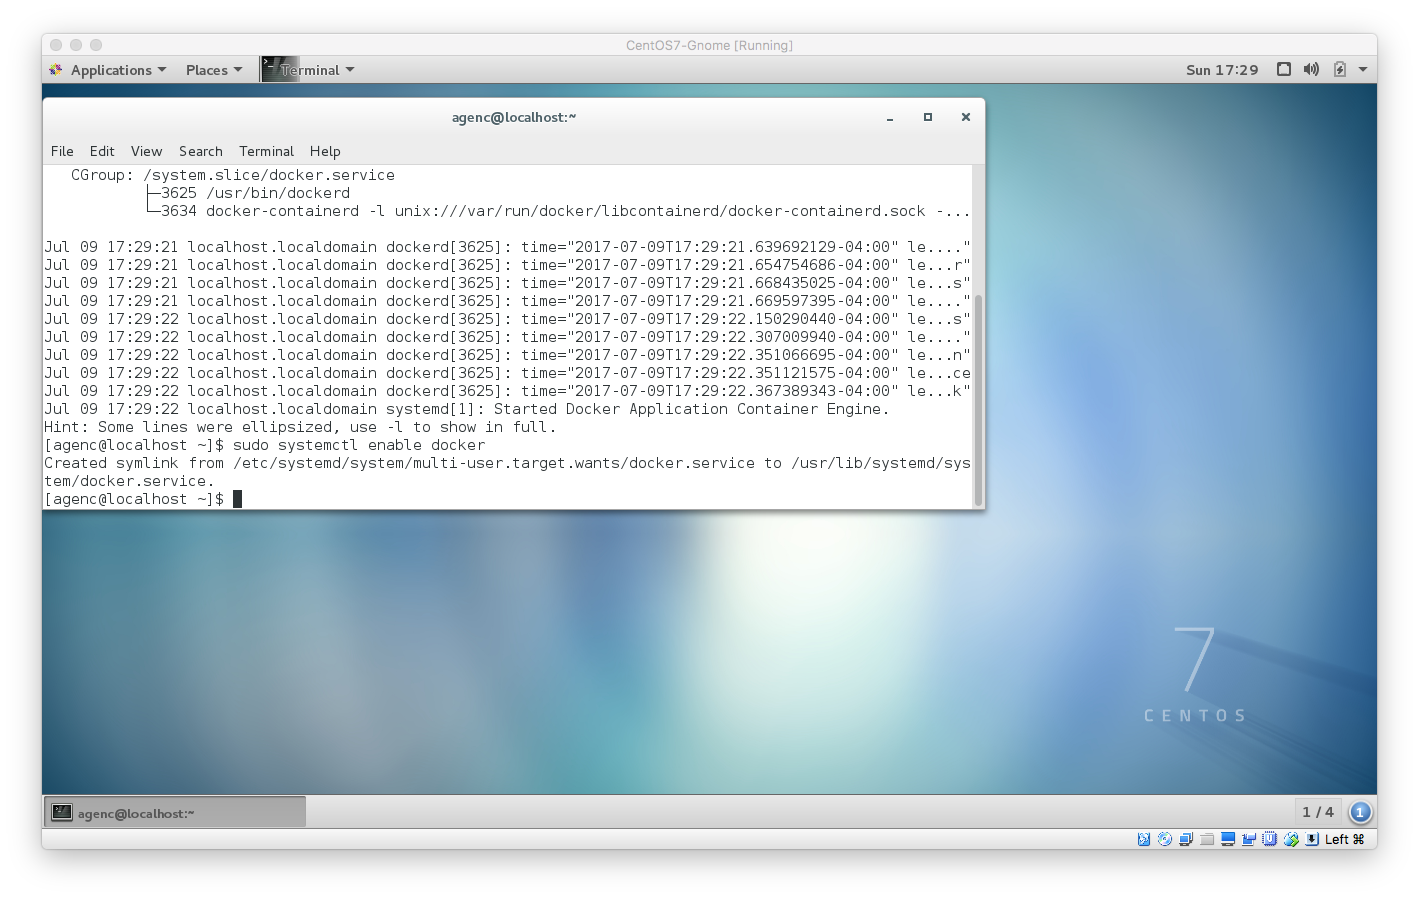 CentOS7-Gnome [Running]
Applications Places Terminal Sun 17:29
agenc@localhost:~
File Edit View Search Terminal Help
CGroup: /system.slice/docker.service
├─3625 /usr/bin/dockerd
└─3634 docker-containerd -l unix:///var/run/docker/libcontainerd/docker-containerd.sock -...
Jul 09 17:29:21 localhost.localdomain dockerd[3625]: time="2017-07-09T17:29:21.639692129-04:00" le...."
Jul 09 17:29:21 localhost.localdomain dockerd[3625]: time="2017-07-09T17:29:21.654754686-04:00" le...r"
Jul 09 17:29:21 localhost.localdomain dockerd[3625]: time="2017-07-09T17:29:21.668435025-04:00" le...s"
Jul 09 17:29:21 localhost.localdomain dockerd[3625]: time="2017-07-09T17:29:21.669597395-04:00" le...."
Jul 09 17:29:22 localhost.localdomain dockerd[3625]: time="2017-07-09T17:29:22.150290440-04:00" le...s"
Jul 09 17:29:22 localhost.localdomain dockerd[3625]: time="2017-07-09T17:29:22.307009940-04:00" le...."
Jul 09 17:29:22 localhost.localdomain dockerd[3625]: time="2017-07-09T17:29:22.351066695-04:00" le...n"
Jul 09 17:29:22 localhost.localdomain dockerd[3625]: time="2017-07-09T17:29:22.351121575-04:00" le...ce
Jul 09 17:29:22 localhost.localdomain dockerd[3625]: time="2017-07-09T17:29:22.367389343-04:00" le...k"
Jul 09 17:29:22 localhost.localdomain systemd[1]: Started Docker Application Container Engine.
Hint: Some lines were ellipsized, use -l to show in full.
[agenc@localhost ~]$ sudo systemctl enable docker
Created symlink from /etc/systemd/system/multi-user.target.wants/docker.service to /usr/lib/systemd/sys
tem/docker.service.
[agenc@localhost ~]$
7
CENTOS
agenc@localhost:~ 1 / 4 1
Left ⌘